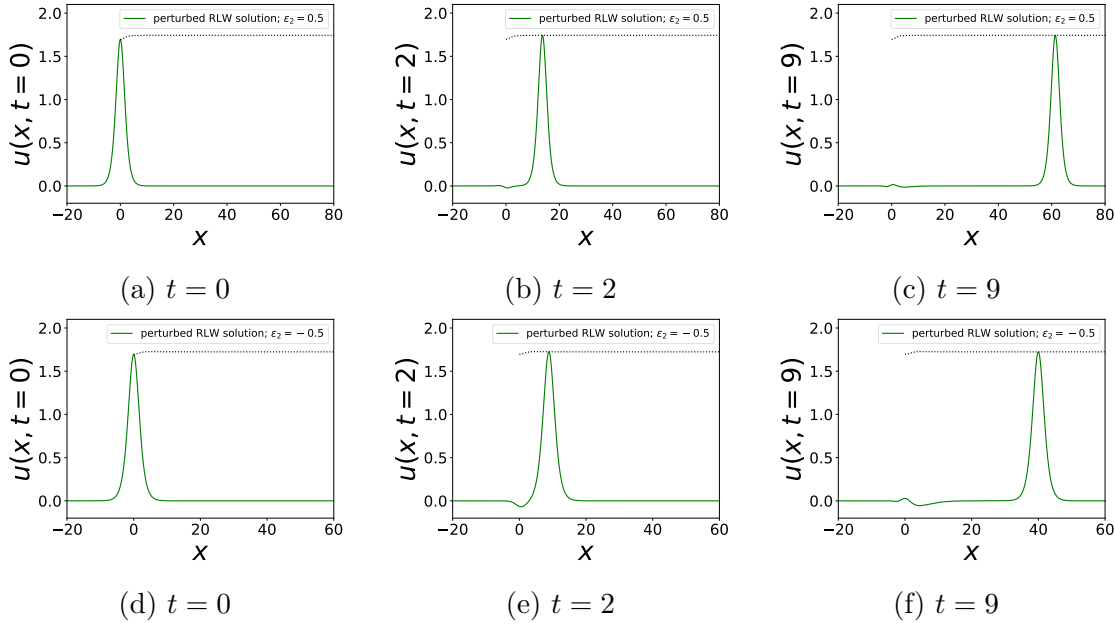 perturbed RLW solution; ε₂ = 0.5
u(x, t = 0)
2.0
1.5
1.0
0.5
0.0
−20 0 20 40 60 80
x
(a) t = 0
perturbed RLW solution; ε₂ = 0.5
u(x, t = 2)
2.0
1.5
1.0
0.5
0.0
−20 0 20 40 60 80
x
(b) t = 2
perturbed RLW solution; ε₂ = 0.5
u(x, t = 9)
2.0
1.5
1.0
0.5
0.0
−20 0 20 40 60 80
x
(c) t = 9
perturbed RLW solution; ε₂ = −0.5
u(x, t = 0)
2.0
1.5
1.0
0.5
0.0
−20 0 20 40 60
x
(d) t = 0
perturbed RLW solution; ε₂ = −0.5
u(x, t = 2)
2.0
1.5
1.0
0.5
0.0
−20 0 20 40 60
x
(e) t = 2
perturbed RLW solution; ε₂ = −0.5
u(x, t = 9)
2.0
1.5
1.0
0.5
0.0
−20 0 20 40 60
x
(f) t = 9